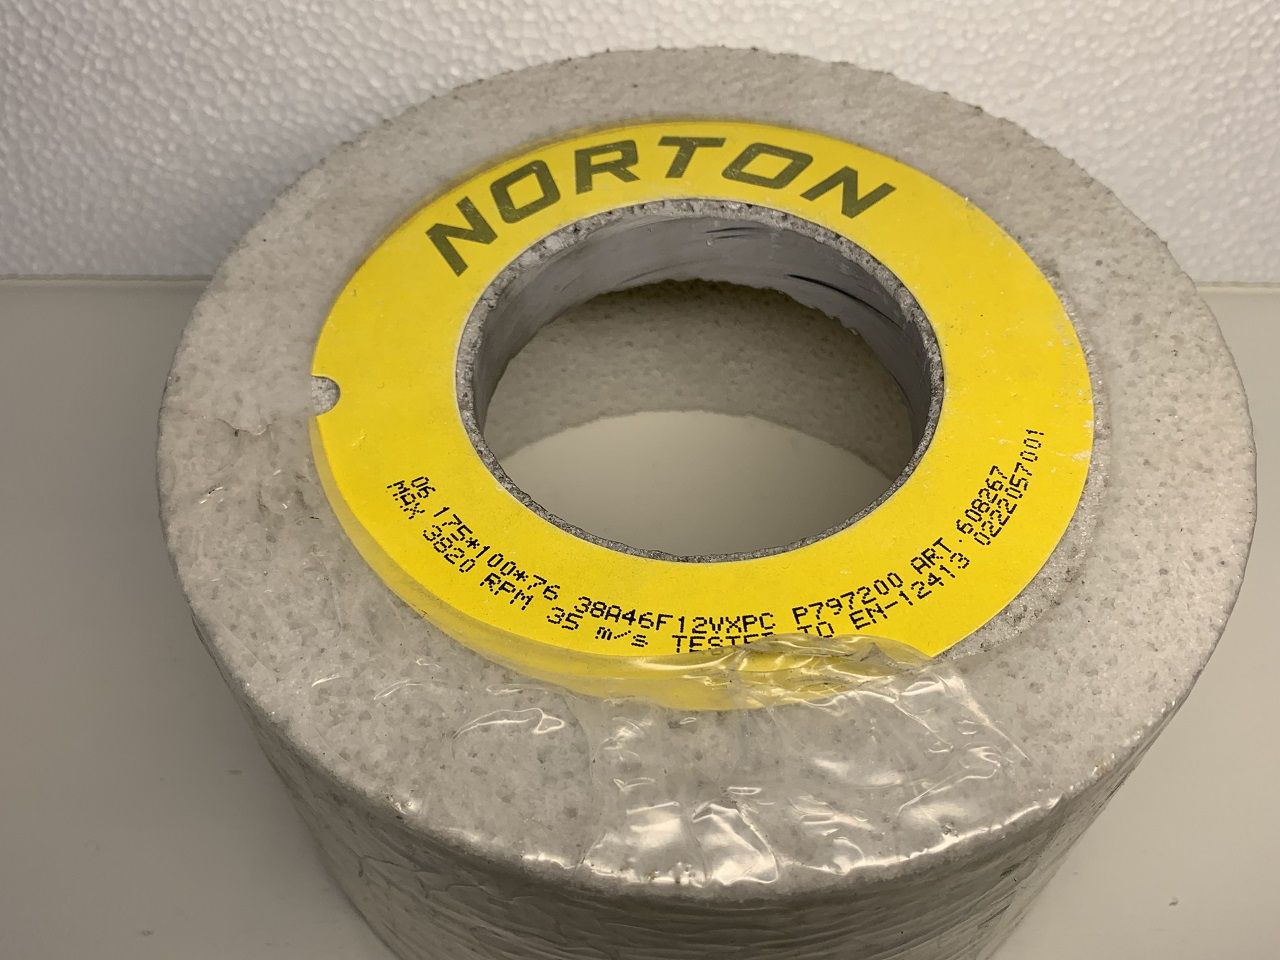 NORTON
06 175*100*76 38A46F12VXPC P797200 ART.608267
MAX 3820 RPM 35 m/s TESTED TO EN-12413 0222057001